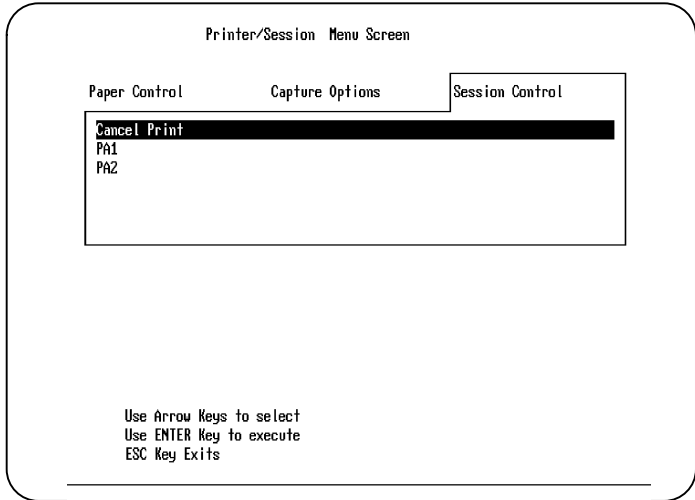 Printer/Session Menu Screen
Paper Control Capture Options Session Control
Cancel Print
PA1
PA2
Use Arrow Keys to select
Use ENTER Key to execute
ESC Key Exits